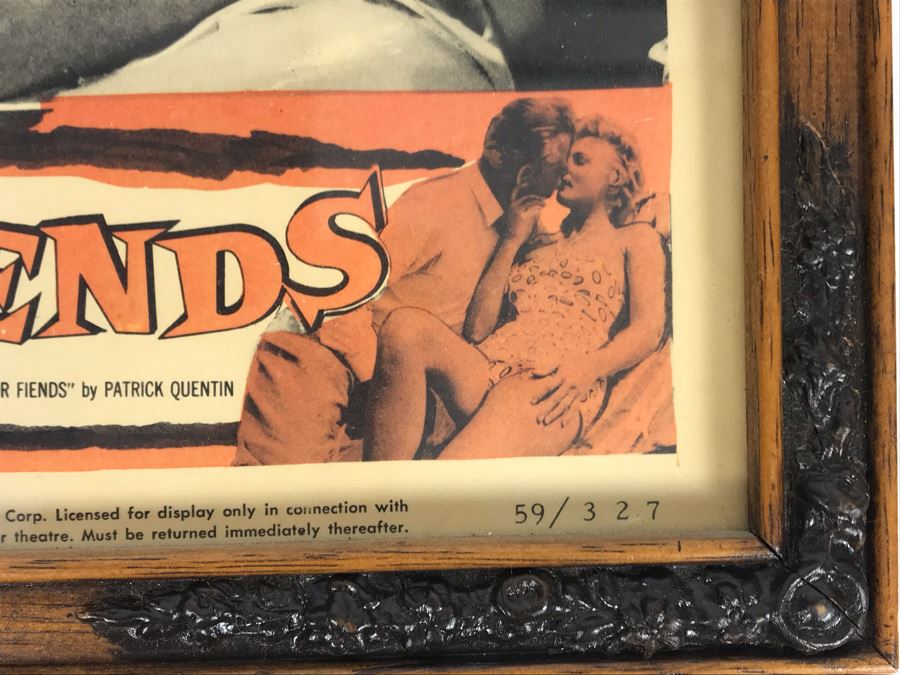 ENDS
R FIENDS" by PATRICK QUENTIN
Corp. Licensed for display only in connection with
r theatre. Must be returned immediately thereafter.
59/327